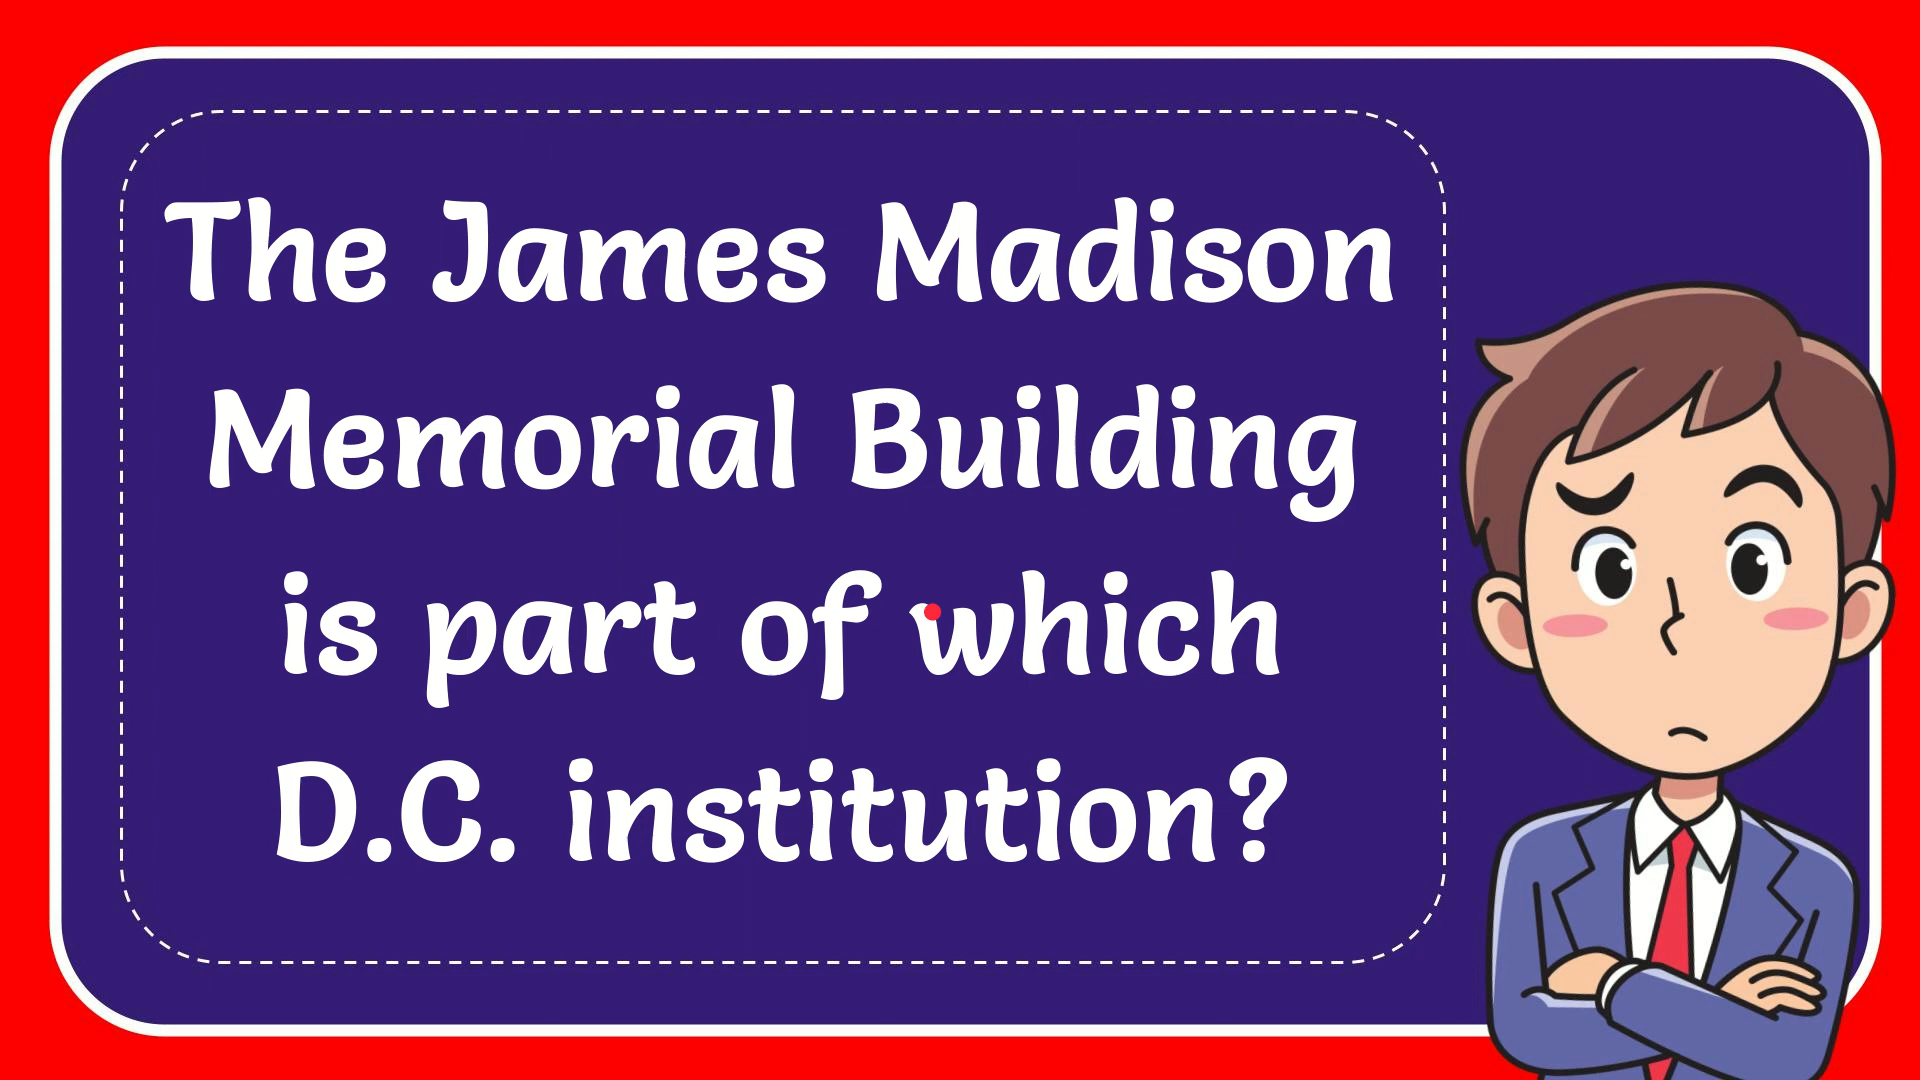 The James Madison
Memorial Building
is part of which
D.C. institution?